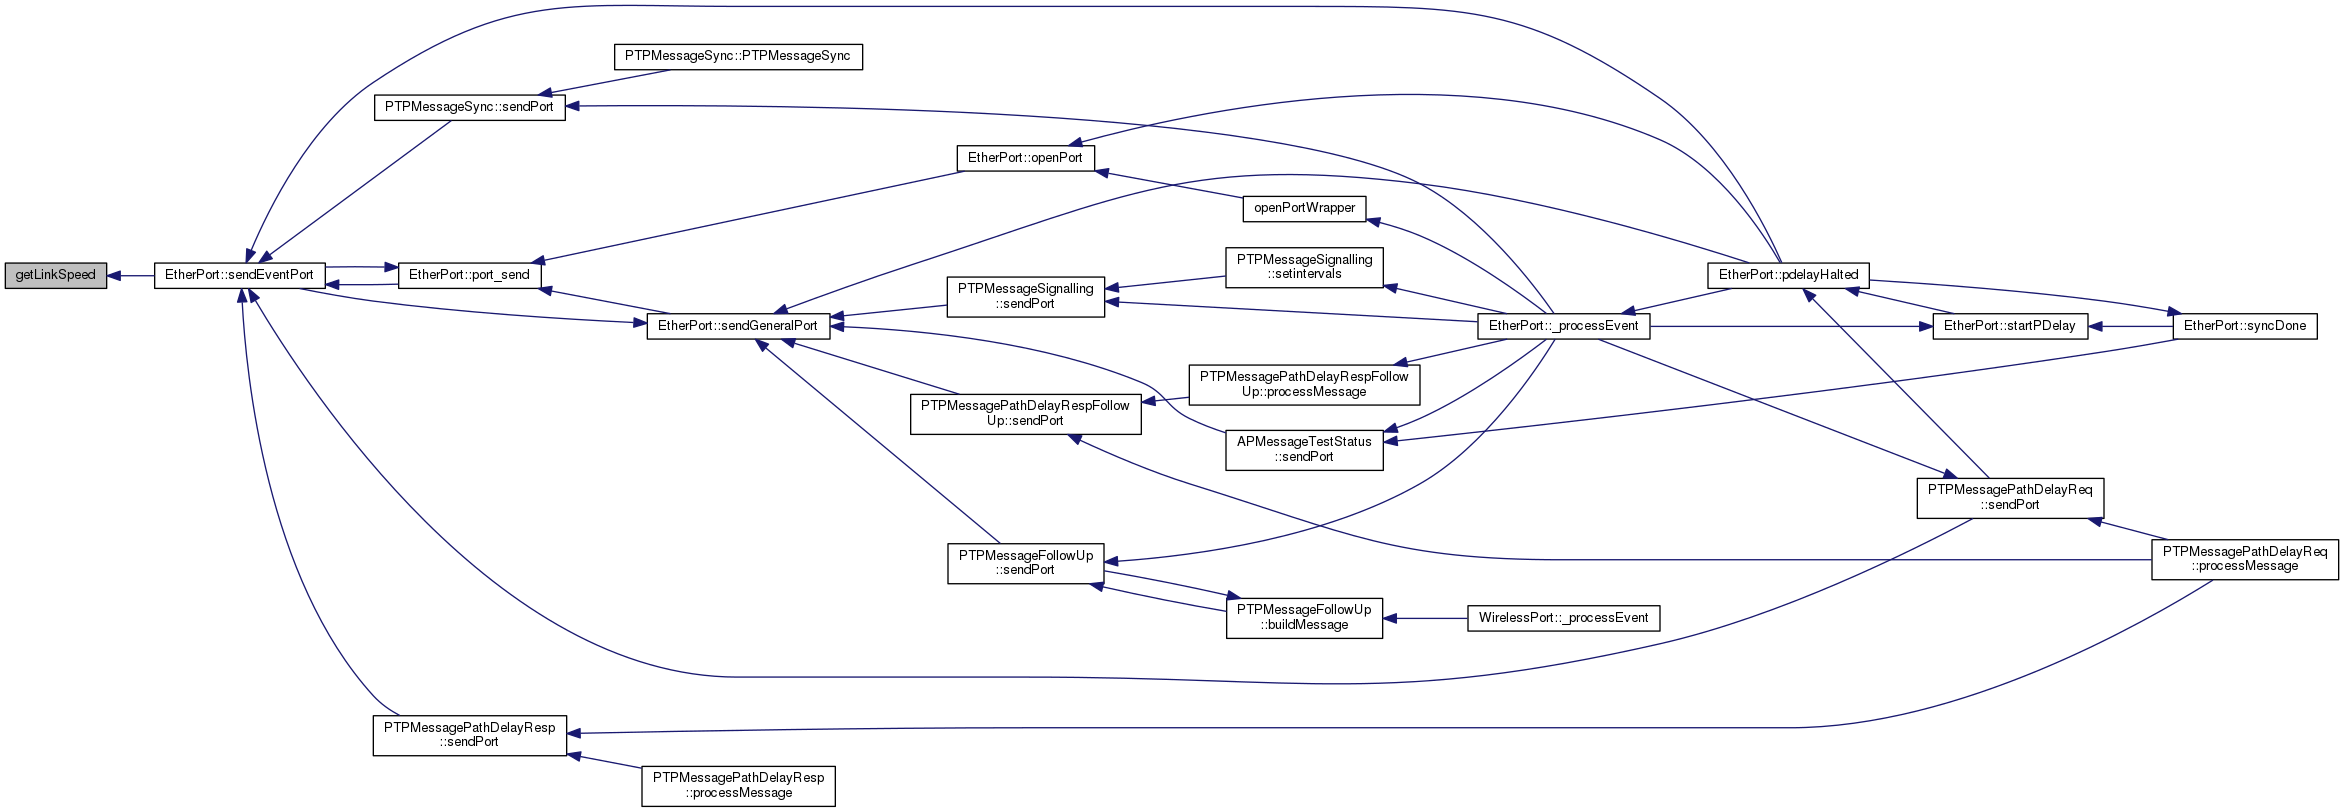 PTPMessageSync::PTPMessageSync
PTPMessageSync::sendPort
EtherPort::openPort
openPortWrapper
getLinkSpeed
EtherPort::sendEventPort
EtherPort::port_send
PTPMessageSignalling
::setintervals
EtherPort::pdelayHalted
PTPMessageSignalling
::sendPort
EtherPort::sendGeneralPort
EtherPort::_processEvent
EtherPort::startPDelay
EtherPort::syncDone
PTPMessagePathDelayRespFollow
Up::processMessage
PTPMessagePathDelayRespFollow
Up::sendPort
APMessageTestStatus
::sendPort
PTPMessagePathDelayReq
::sendPort
PTPMessageFollowUp
::sendPort
PTPMessagePathDelayReq
::processMessage
PTPMessageFollowUp
::buildMessage
WirelessPort::_processEvent
PTPMessagePathDelayResp
::sendPort
PTPMessagePathDelayResp
::processMessage